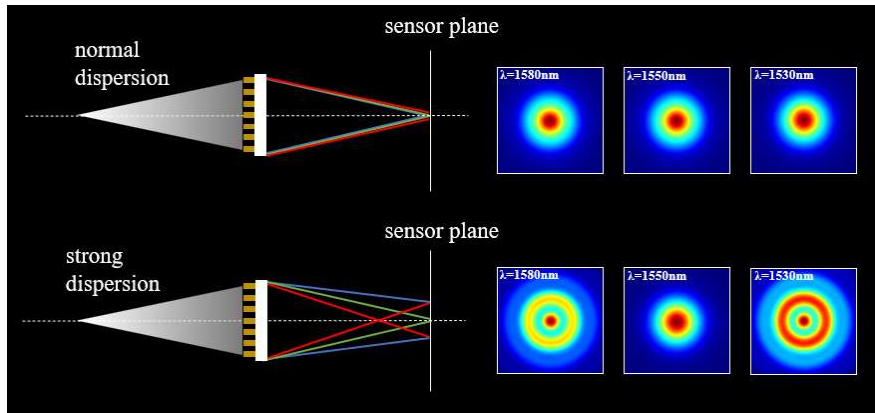 sensor plane
normal
dispersion
λ=1580nm
λ=1550nm
λ=1530nm
sensor plane
strong
dispersion
λ=1580nm
λ=1550nm
λ=1530nm